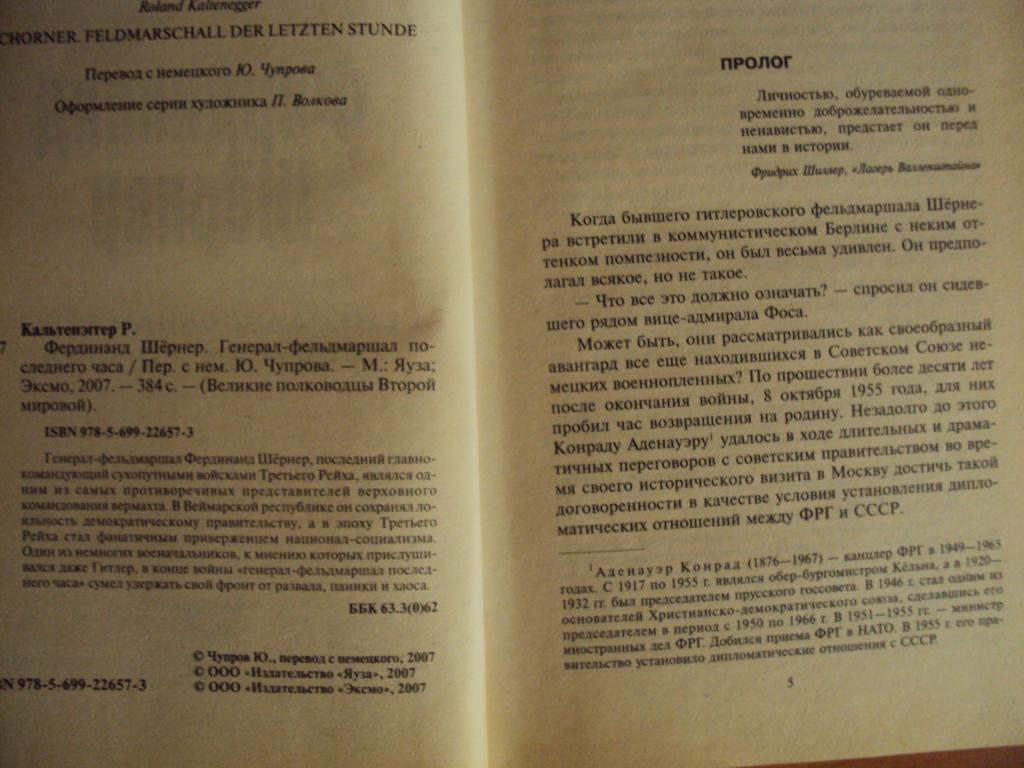 Roland Kaltenegger
CHORNER. FELDMARSCHALL DER LETZTEN STUNDE
Перевод с немецкого Ю. Чупрова
Оформление серии художника П. Волкова
Кальтенэггер Р.
7 Фердинанд Шёрнер. Генерал-фельдмаршал по-
следнего часа / Пер. с нем. Ю. Чупрова. — М.: Яуза;
Эксмо, 2007. — 384 с. — (Великие полководцы Второй
мировой).
ISBN 978-5-699-22657-3
Генерал-фельдмаршал Фердинанд Шёрнер, последний главно-
командующий сухопутными войсками Третьего Рейха, являлся од-
ним из самых противоречивых представителей верховного
командования вермахта. В Веймарской республике он сохранял ло-
яльность демократическому правительству, а в эпоху Третьего
Рейха стал фанатичным приверженцем национал-социализма.
Один из немногих военачальников, к мнению которых прислуши-
вался даже Гитлер, в конце войны «генерал-фельдмаршал послед-
него часа» сумел удержать свой фронт от развала, паники и хаоса.
ББК 63.3(0)62
© Чупров Ю., перевод с немецкого, 2007
© ООО «Издательство «Яуза», 2007
BN 978-5-699-22657-3 © ООО «Издательство «Эксмо», 2007
ПРОЛОГ
Личностью, обуреваемой одно-
временно доброжелательностью и
ненавистью, предстает он перед
нами в истории.
Фридрих Шиллер, «Лагерь Валленштайна»
Когда бывшего гитлеровского фельдмаршала Шёрне-
ра встретили в коммунистическом Берлине с неким от-
тенком помпезности, он был весьма удивлен. Он предпо-
лагал всякое, но не такое.
— Что все это должно означать? — спросил он сидев-
шего рядом вице-адмирала Фоса.
Может быть, они рассматривались как своеобразный
авангард все еще находившихся в Советском Союзе не-
мецких военнопленных? По прошествии более десяти лет
после окончания войны, 8 октября 1955 года, для них
пробил час возвращения на родину. Незадолго до этого
Конраду Аденауэру¹ удалось в ходе длительных и драма-
тичных переговоров с советским правительством во вре-
мя своего исторического визита в Москву достичь такой
договоренности в качестве условия установления дипло-
матических отношений между ФРГ и СССР.
¹ Аденауэр Конрад (1876—1967) — канцлер ФРГ в 1949—1965
годах. С 1917 по 1955 г. являлся обер-бургомистром Кёльна, а в 1920—
1932 гг. был председателем прусского госсовета. В 1946 г. стал одним из
основателей Христианско-демократического союза, сделавшись его
председателем в период с 1950 по 1966 г. В 1951—1955 гг. — министр
иностранных дел ФРГ. Добился приема ФРГ в НАТО. В 1955 г. его пра-
вительство установило дипломатические отношения с СССР.
5